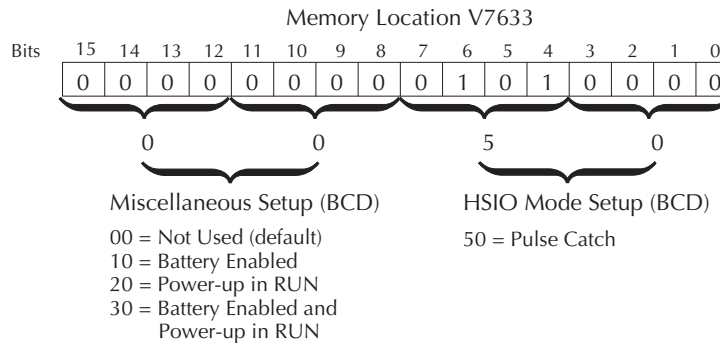 Memory Location V7633
Bits 15 14 13 12 11 10 9 8 7 6 5 4 3 2 1 0
0 0 0 0 0 0 0 0 0 1 0 1 0 0 0 0
0 0 5 0
Miscellaneous Setup (BCD) HSIO Mode Setup (BCD)
00 = Not Used (default) 50 = Pulse Catch
10 = Battery Enabled
20 = Power-up in RUN
30 = Battery Enabled and
Power-up in RUN